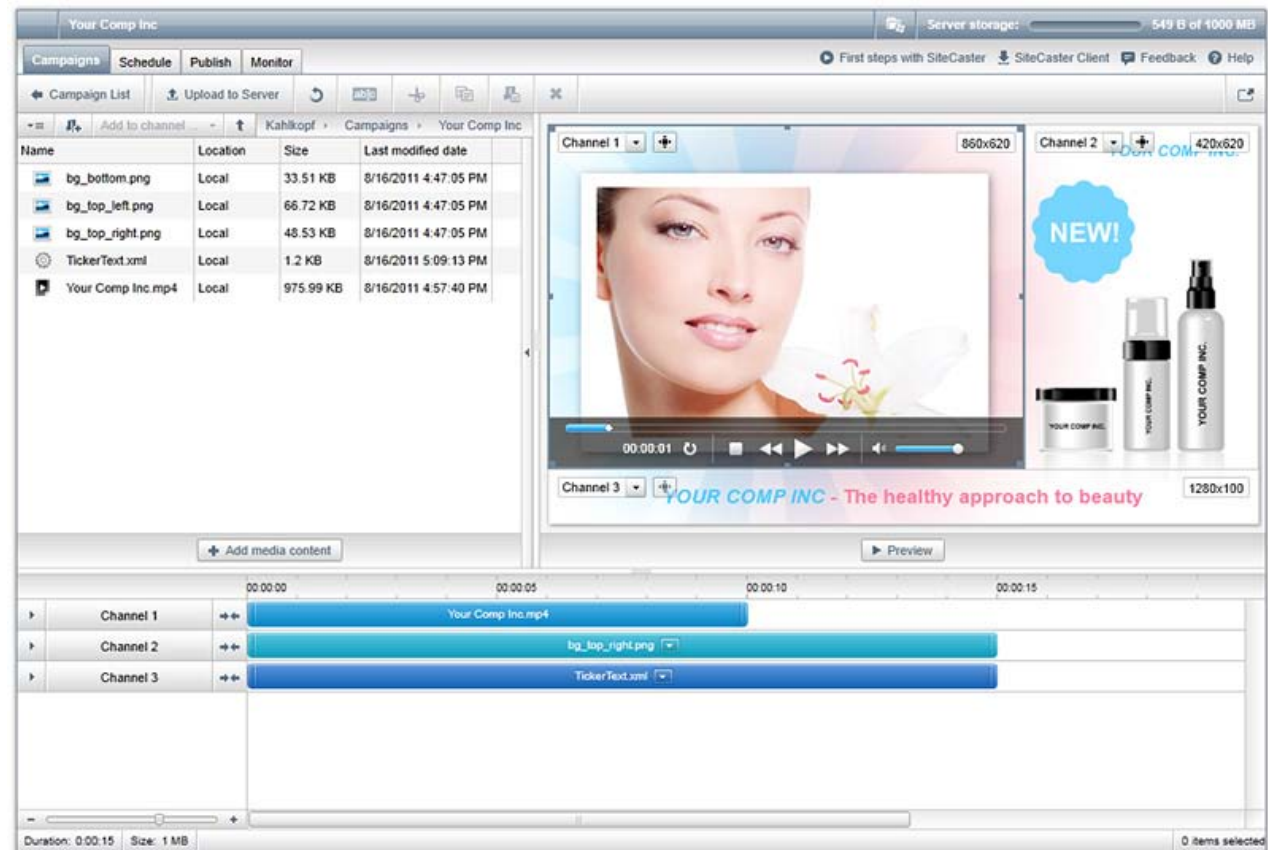 Your Comp Inc
Server storage: 549 B of 1000 MB
Campaigns Schedule Publish Monitor
First steps with SiteCaster SiteCaster Client Feedback Help
Campaign List Upload to Server ab|c
Add to channel ... Kahlkopf Campaigns Your Comp Inc
Name Location Size Last modified date
bg_bottom.png Local 33.51 KB 8/16/2011 4:47:05 PM
bg_top_left.png Local 66.72 KB 8/16/2011 4:47:05 PM
bg_top_right.png Local 48.53 KB 8/16/2011 4:47:05 PM
TickerText.xml Local 1.2 KB 8/16/2011 5:09:13 PM
Your Comp Inc.mp4 Local 975.99 KB 8/16/2011 4:57:40 PM
Add media content
Channel 1 860x620
00:00:01
Channel 2 420x620
YOUR COMP INC.
NEW!
YOUR COMP INC.
YOUR COMP INC.
YOUR COMP INC.
Channel 3 1280x100
YOUR COMP INC - The healthy approach to beauty
Preview
00:00:00 00:00:05 00:00:10 00:00:15
Channel 1 Your Comp Inc.mp4
Channel 2 bg_top_right.png
Channel 3 TickerText.xml
Duration: 0:00:15 Size: 1 MB 0 items selected